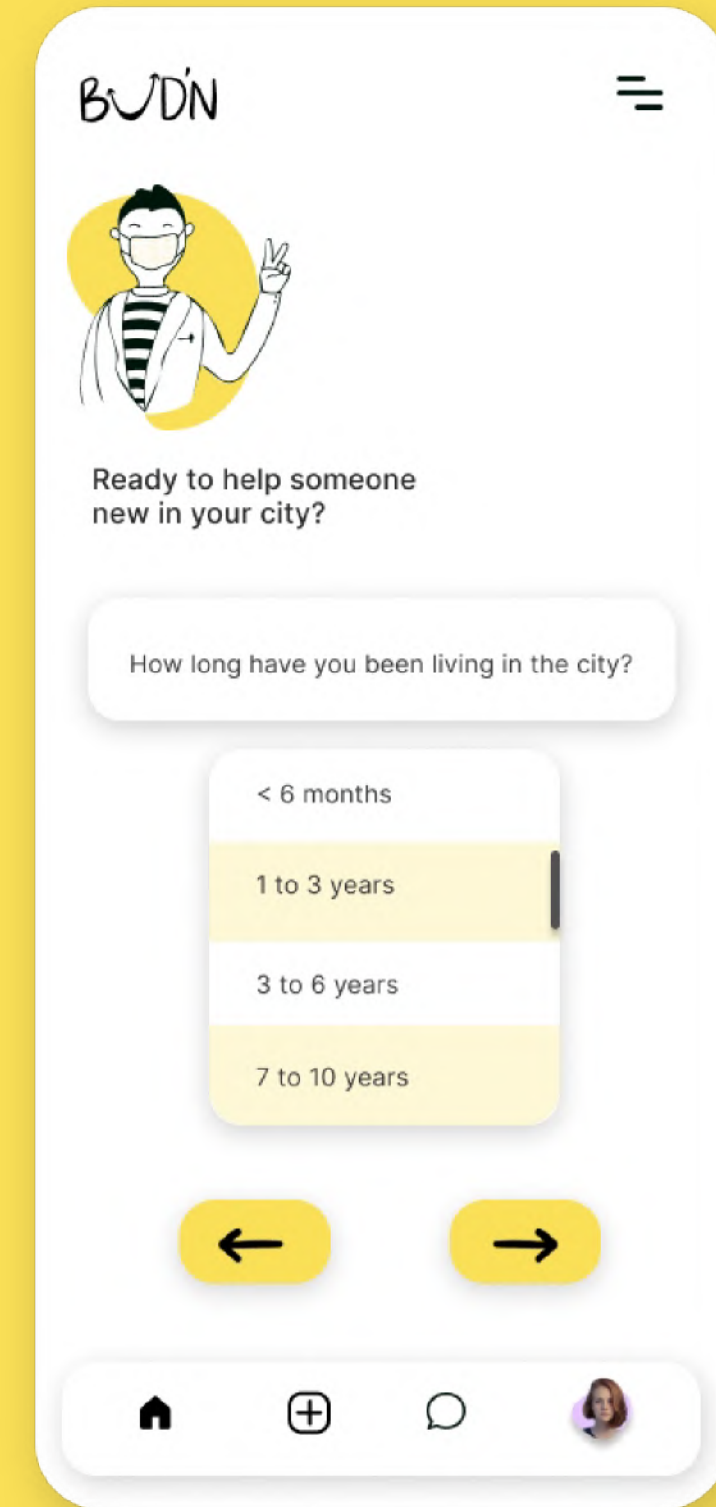 BUD'N
Ready to help someone
new in your city?
How long have you been living in the city?
< 6 months
1 to 3 years
3 to 6 years
7 to 10 years